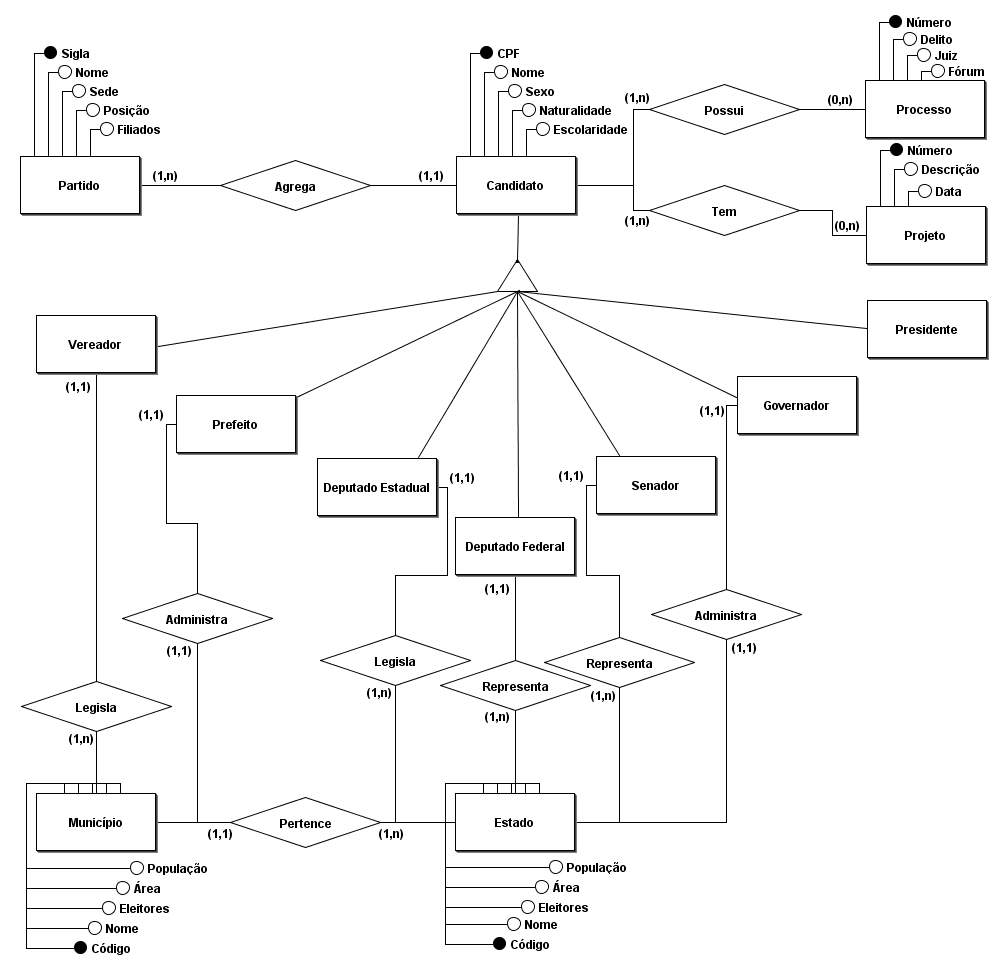 Número
Delito
Juiz
Fórum
Sigla
Nome
Sede
Posição
Filiados
CPF
Nome
Sexo
Naturalidade
Escolaridade
(1,n)
Possui
(0,n)
Processo
Número
Descrição
Data
Partido
(1,n)
Agrega
(1,1)
Candidato
(1,n)
Tem
(0,n)
Projeto
Presidente
Vereador
(1,1)
Prefeito
(1,1)
Governador
(1,1)
Deputado Estadual
(1,1)
Senador
(1,1)
Deputado Federal
(1,1)
Administra
(1,1)
Administra
(1,1)
Legisla
(1,n)
Representa
(1,n)
Representa
(1,n)
Legisla
(1,n)
Município
(1,1)
Pertence
(1,n)
Estado
População
Área
Eleitores
Nome
Código
População
Área
Eleitores
Nome
Código